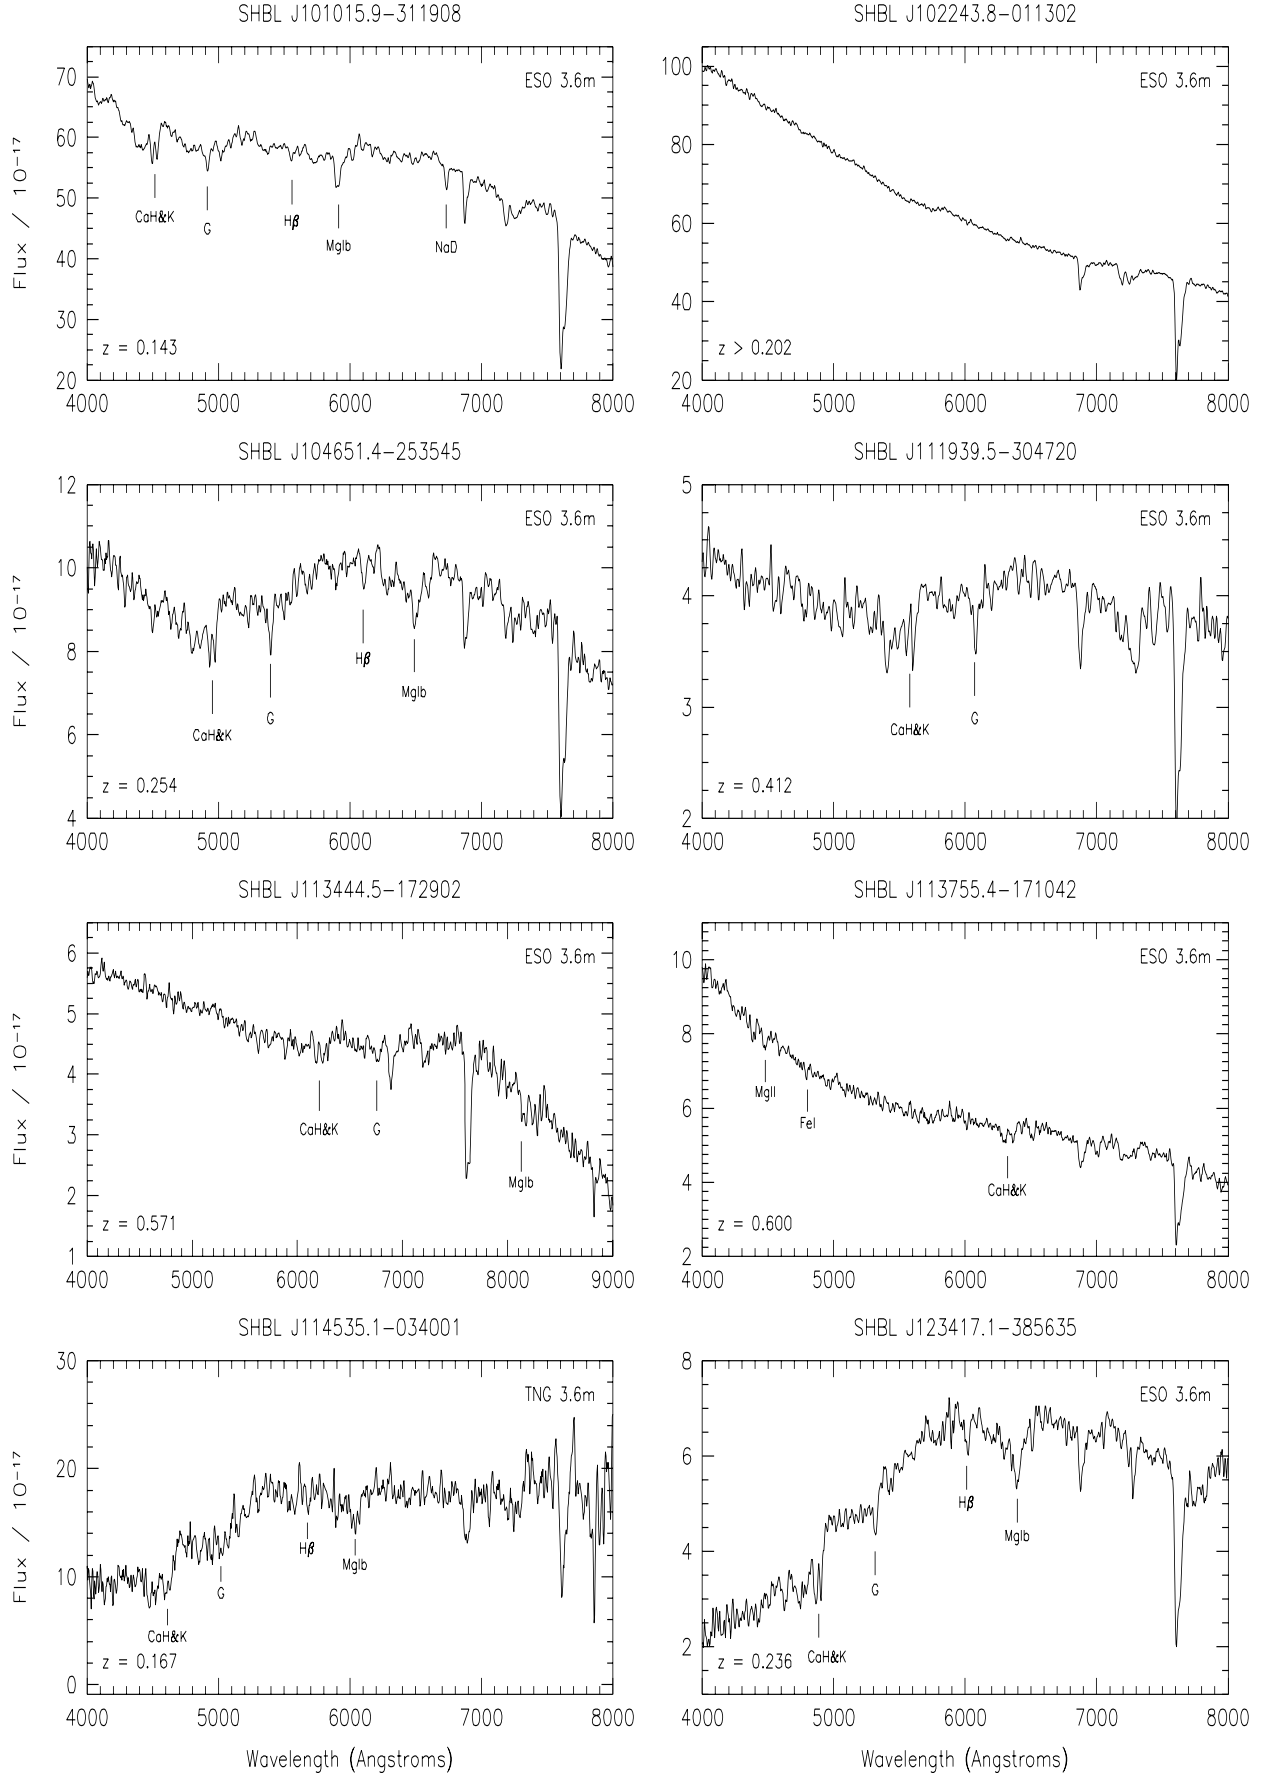 SHBL J101015.9−311908
SHBL J102243.8−011302
Flux / 10⁻¹⁷
70
60
50
40
30
20
ESO 3.6m
CaH&K
G
Hβ
MgIb
NaD
z = 0.143
4000 5000 6000 7000 8000
100
80
60
40
20
ESO 3.6m
z > 0.202
4000 5000 6000 7000 8000
SHBL J104651.4−253545
SHBL J111939.5−304720
Flux / 10⁻¹⁷
12
10
8
6
4
ESO 3.6m
CaH&K
G
Hβ
MgIb
z = 0.254
4000 5000 6000 7000 8000
5
4
3
2
ESO 3.6m
CaH&K
G
z = 0.412
4000 5000 6000 7000 8000
SHBL J113444.5−172902
SHBL J113755.4−171042
Flux / 10⁻¹⁷
6
5
4
3
2
1
ESO 3.6m
CaH&K
G
MgIb
z = 0.571
4000 5000 6000 7000 8000 9000
10
8
6
4
2
ESO 3.6m
MgII
FeI
CaH&K
z = 0.600
4000 5000 6000 7000 8000
SHBL J114535.1−034001
SHBL J123417.1−385635
Flux / 10⁻¹⁷
30
20
10
0
TNG 3.6m
CaH&K
G
Hβ
MgIb
z = 0.167
4000 5000 6000 7000 8000
Wavelength (Angstroms)
8
6
4
2
ESO 3.6m
Hβ
MgIb
G
CaH&K
z = 0.236
4000 5000 6000 7000 8000
Wavelength (Angstroms)